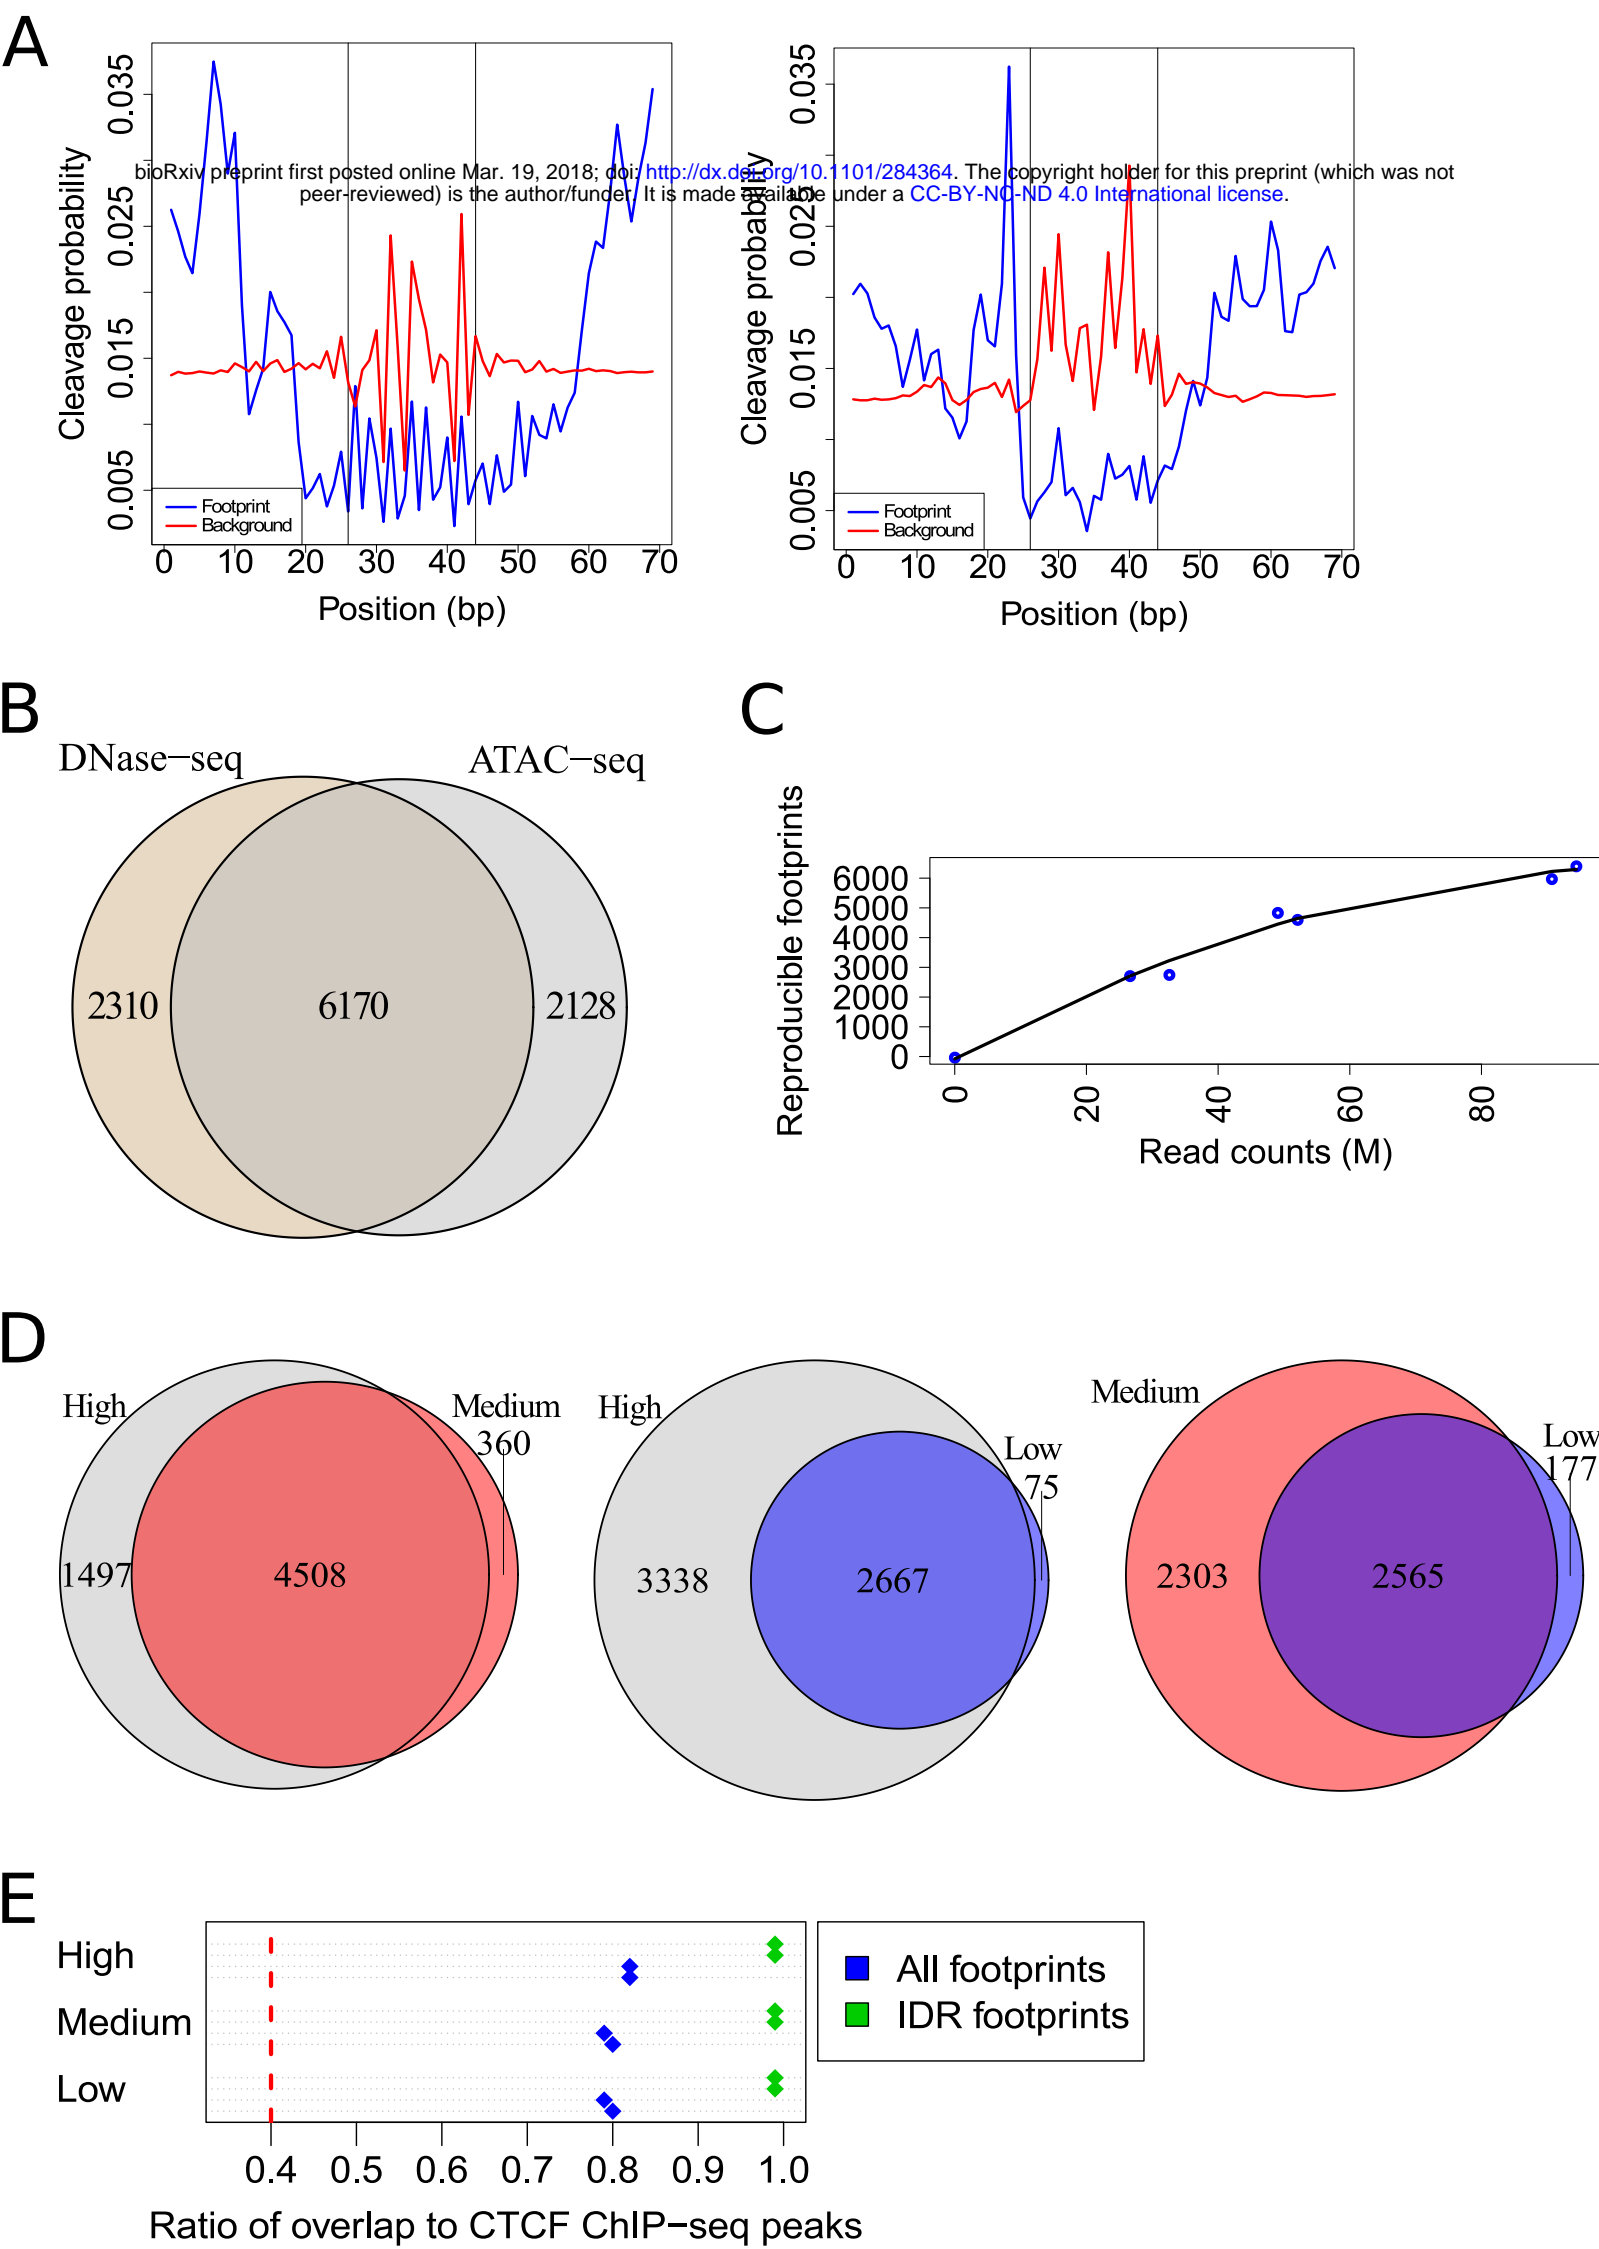 A
Cleavage probability
0.005
0.015
0.025
0.035
Footprint
Background
0 10 20 30 40 50 60 70
Position (bp)
Cleavage probability
0.005
0.015
0.025
0.035
Footprint
Background
0 10 20 30 40 50 60 70
Position (bp)
bioRxiv preprint first posted online Mar. 19, 2018; doi: http://dx.doi.org/10.1101/284364. The copyright holder for this preprint (which was not
peer-reviewed) is the author/funder. It is made available under a CC-BY-NC-ND 4.0 International license.
B
DNase−seq
ATAC−seq
2310
6170
2128
C
Reproducible footprints
6000
5000
4000
3000
2000
1000
0
0 20 40 60 80
Read counts (M)
D
High
Medium
360
1497
4508
High
Low
75
3338
2667
Medium
Low
177
2303
2565
E
High
Medium
Low
All footprints
IDR footprints
0.4 0.5 0.6 0.7 0.8 0.9 1.0
Ratio of overlap to CTCF ChIP−seq peaks